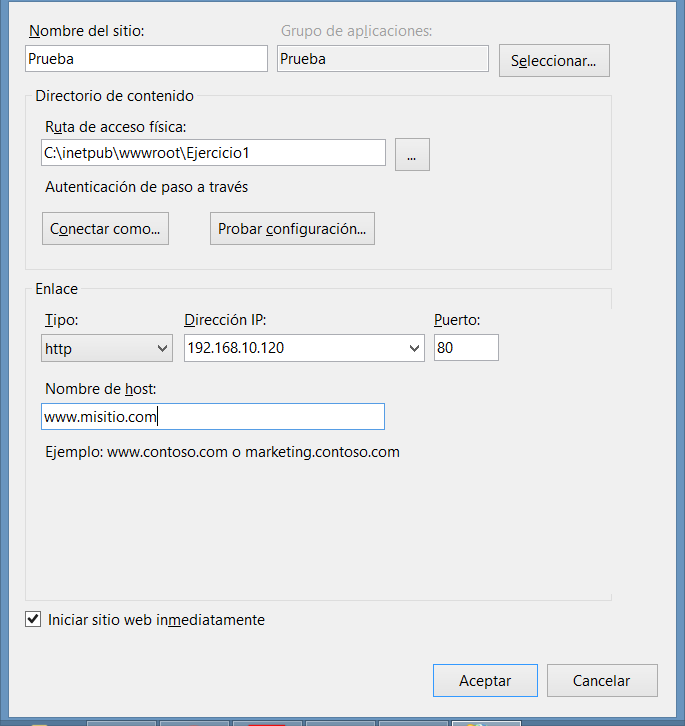 Nombre del sitio:
Grupo de aplicaciones:
Prueba
Prueba
Seleccionar...
Directorio de contenido
Ruta de acceso física:
C:\inetpub\wwwroot\Ejercicio1
...
Autenticación de paso a través
Conectar como...
Probar configuración...
Enlace
Tipo:
Dirección IP:
Puerto:
http
192.168.10.120
80
Nombre de host:
www.misitio.com
Ejemplo: www.contoso.com o marketing.contoso.com
Iniciar sitio web inmediatamente
Aceptar
Cancelar